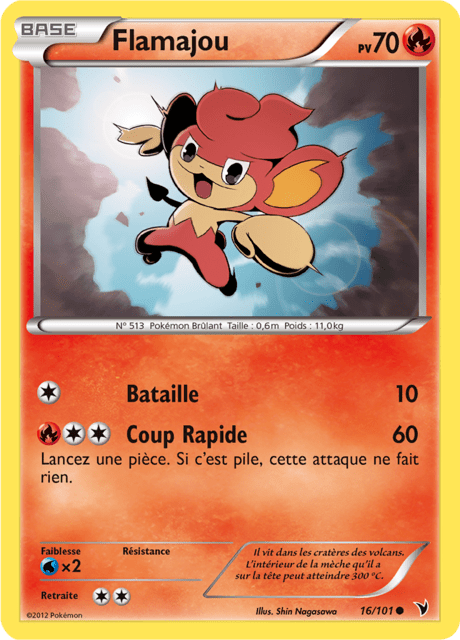 BASE
Flamajou
PV70
N° 513 Pokémon Brûlant Taille : 0,6m Poids : 11,0kg
Bataille 10
Coup Rapide 60
Lancez une pièce. Si c'est pile, cette attaque ne fait
rien.
Faiblesse Résistance
×2
Retraite
Il vit dans les cratères des volcans.
L'intérieur de la mèche qu'il a
sur la tête peut atteindre 300 °C.
©2012 Pokémon
Illus. Shin Nagasawa
16/101